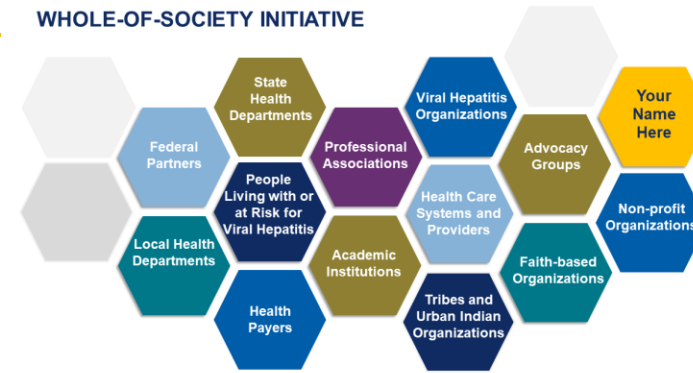 WHOLE-OF-SOCIETY INITIATIVE
State
Health
Departments
Viral Hepatitis
Organizations
Your
Name
Here
Federal
Partners
Professional
Associations
Advocacy
Groups
People
Living with or
at Risk for
Viral Hepatitis
Health Care
Systems and
Providers
Non-profit
Organizations
Local Health
Departments
Academic
Institutions
Faith-based
Organizations
Health
Payers
Tribes and
Urban Indian
Organizations